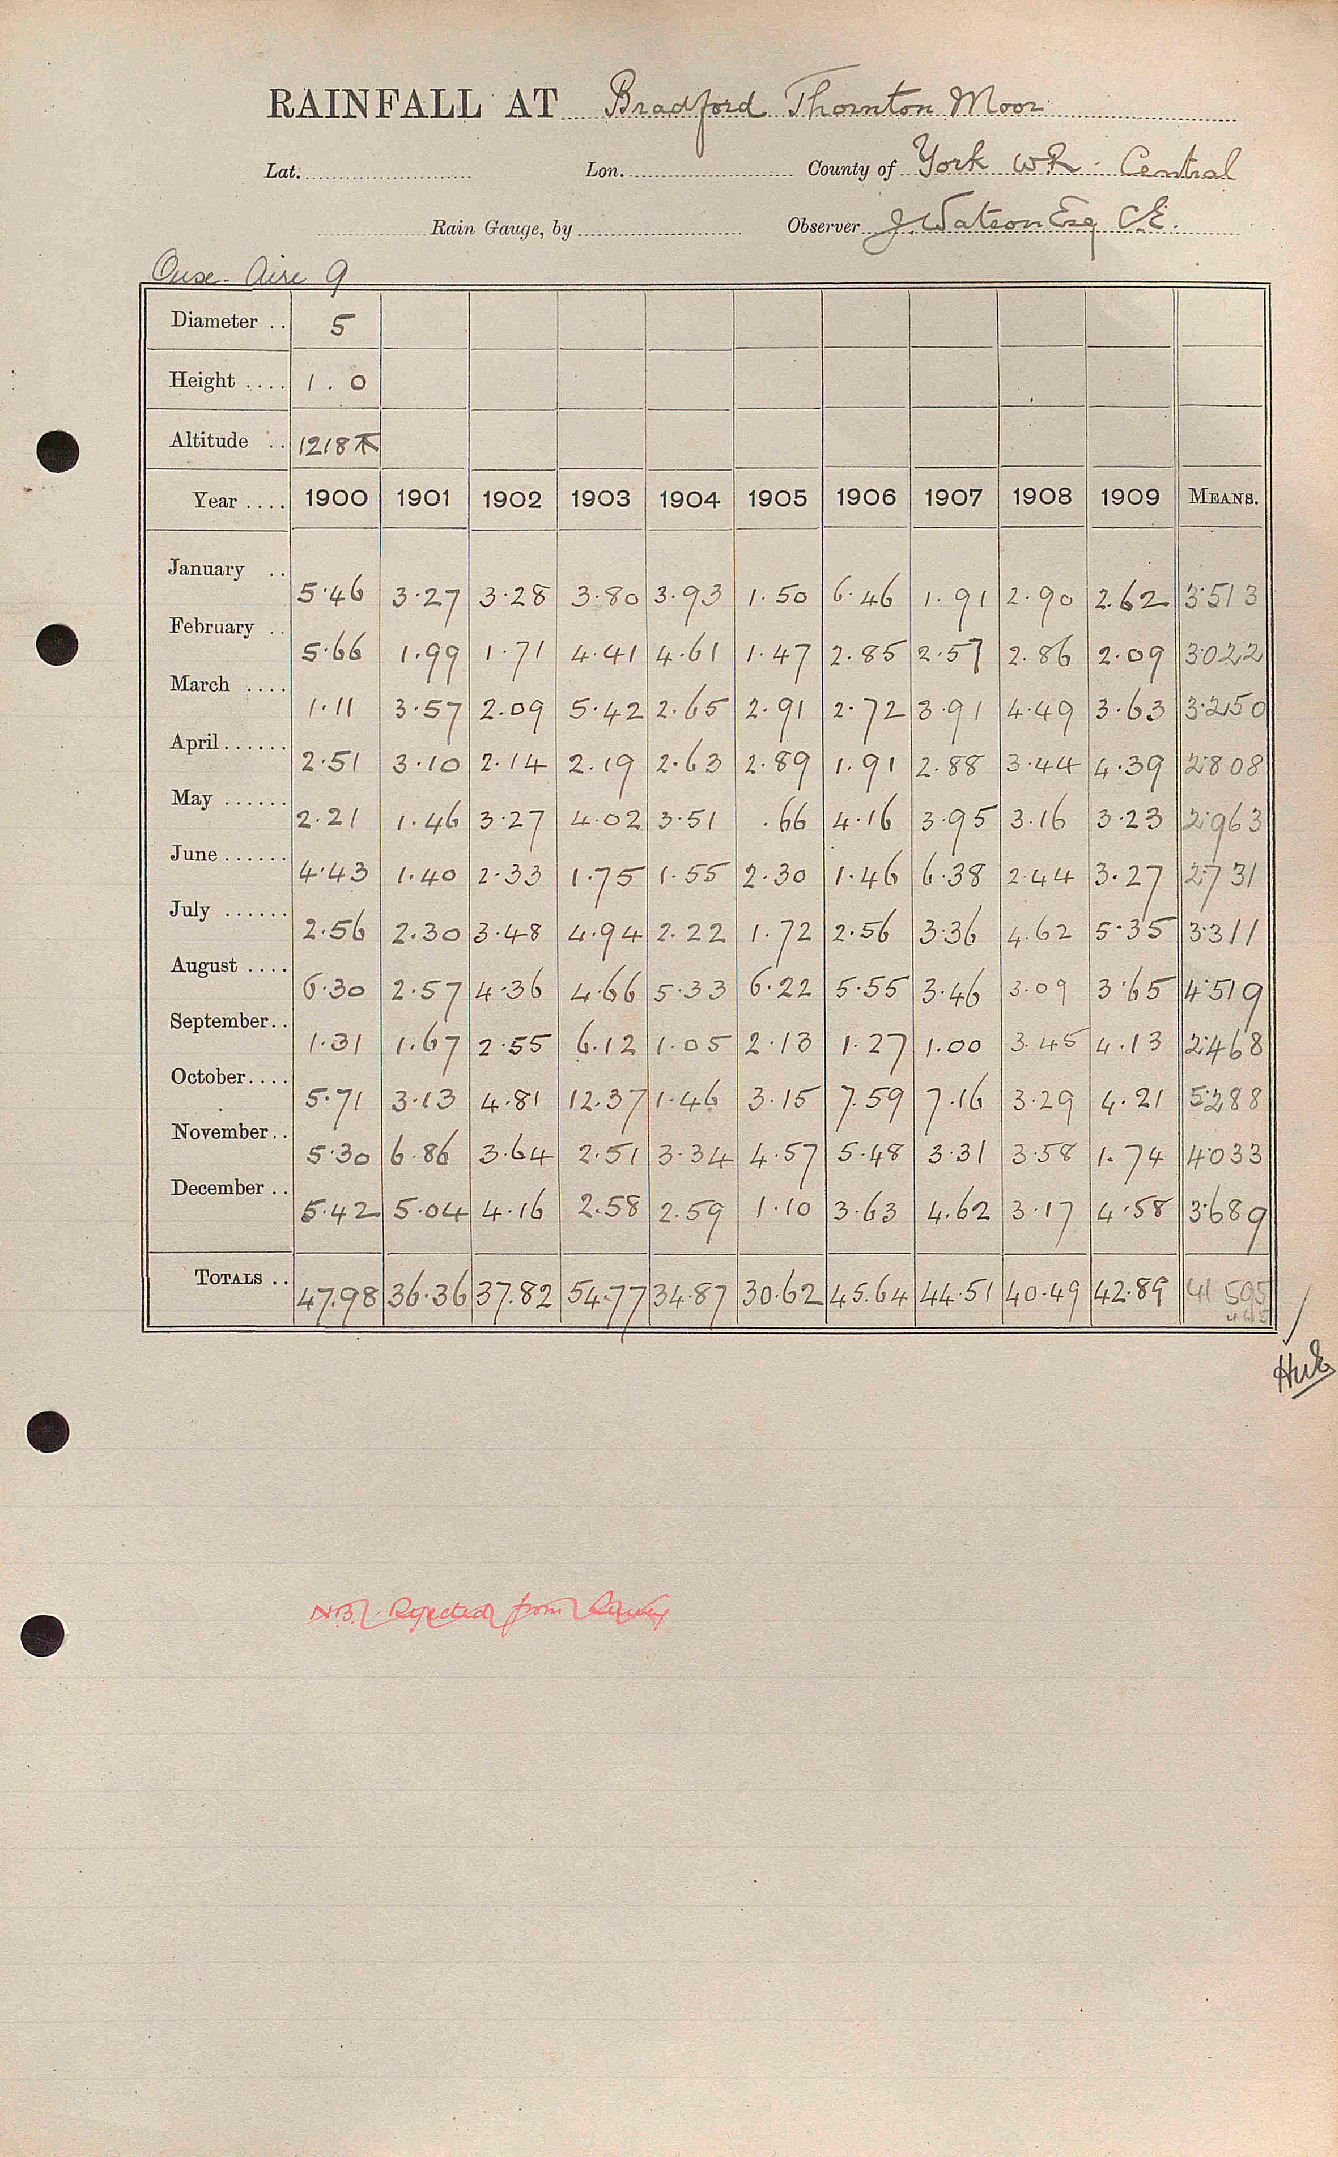 RAINFALL AT Bradford Thornton Moor
Lat. Lon. County of York W R - Central
Rain Gauge, by Observer J. Watson Esq C.E.
Ouse - Aire 9
Diameter .. 5
Height .... 1.0
Altitude .. 1218
Year .... 1900 1901 1902 1903 1904 1905 1906 1907 1908 1909 MEANS.
January .. 5.46 3.27 3.28 3.80 3.93 1.50 6.46 1.91 2.90 2.62 3.513
February .. 5.66 1.99 1.71 4.41 4.61 1.47 2.85 2.57 2.86 2.09 3.022
March .... 1.11 3.57 2.09 5.42 2.65 2.91 2.72 3.91 4.49 3.63 3.250
April ...... 2.51 3.10 2.14 2.19 2.63 2.89 1.91 2.88 3.44 4.39 2.808
May ...... 2.21 1.46 3.27 4.02 3.51 .66 4.16 3.95 3.16 3.23 2.963
June ...... 4.43 1.40 2.33 1.75 1.55 2.30 1.46 6.38 2.44 3.27 2.731
July ...... 2.56 2.30 3.48 4.94 2.22 1.72 2.56 3.36 4.62 5.35 3.311
August .... 6.30 2.57 4.36 4.66 5.33 6.22 5.55 3.46 3.09 3.65 4.519
September.. 1.31 1.67 2.55 6.12 1.05 2.13 1.27 1.00 3.45 4.13 2.468
October.... 5.71 3.13 4.81 12.37 1.46 3.15 7.59 7.16 3.29 4.21 5.288
November.. 5.30 6.86 3.64 2.51 3.34 4.57 5.48 3.31 3.58 1.74 4.033
December .. 5.42 5.04 4.16 2.58 2.59 1.10 3.63 4.62 3.17 4.58 3.689
TOTALS .. 47.98 36.36 37.82 54.77 34.87 30.62 45.64 44.51 40.49 42.89 41 595
N.B. Rejected from